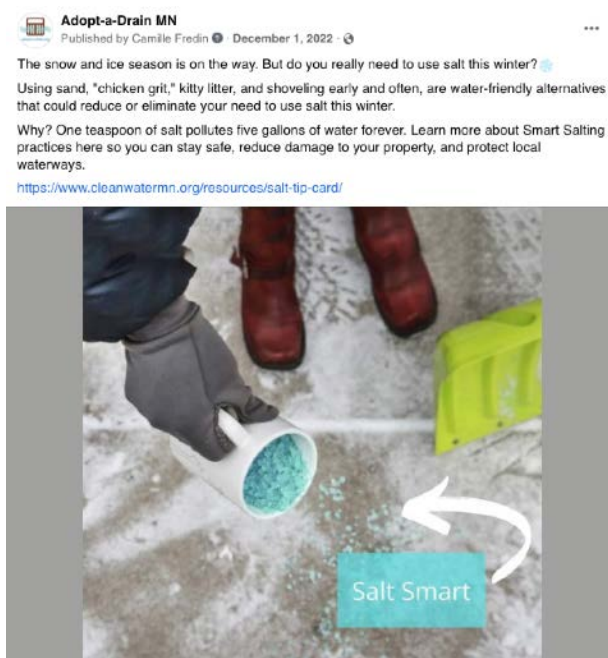 Adopt-a-Drain MN
Published by Camille Fredin · December 1, 2022 ·
The snow and ice season is on the way. But do you really need to use salt this winter?
Using sand, "chicken grit," kitty litter, and shoveling early and often, are water-friendly alternatives
that could reduce or eliminate your need to use salt this winter.
Why? One teaspoon of salt pollutes five gallons of water forever. Learn more about Smart Salting
practices here so you can stay safe, reduce damage to your property, and protect local
waterways.
https://www.cleanwatermn.org/resources/salt-tip-card/
Salt Smart